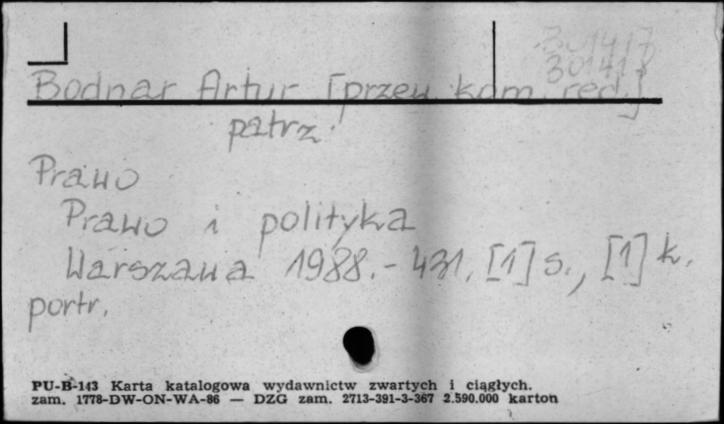 301417
301418
Bodnar Artur [przew. kom. red.]
patrz
Prawo
Prawo i polityka
Warszawa 1988. - 431, [1] s., [1] k.
portr.
PU-B-143 Karta katalogowa wydawnictw zwartych i ciągłych.
zam. 1778-DW-ON-WA-86 — DZG zam. 2713-391-3-367 2.590.000 karton